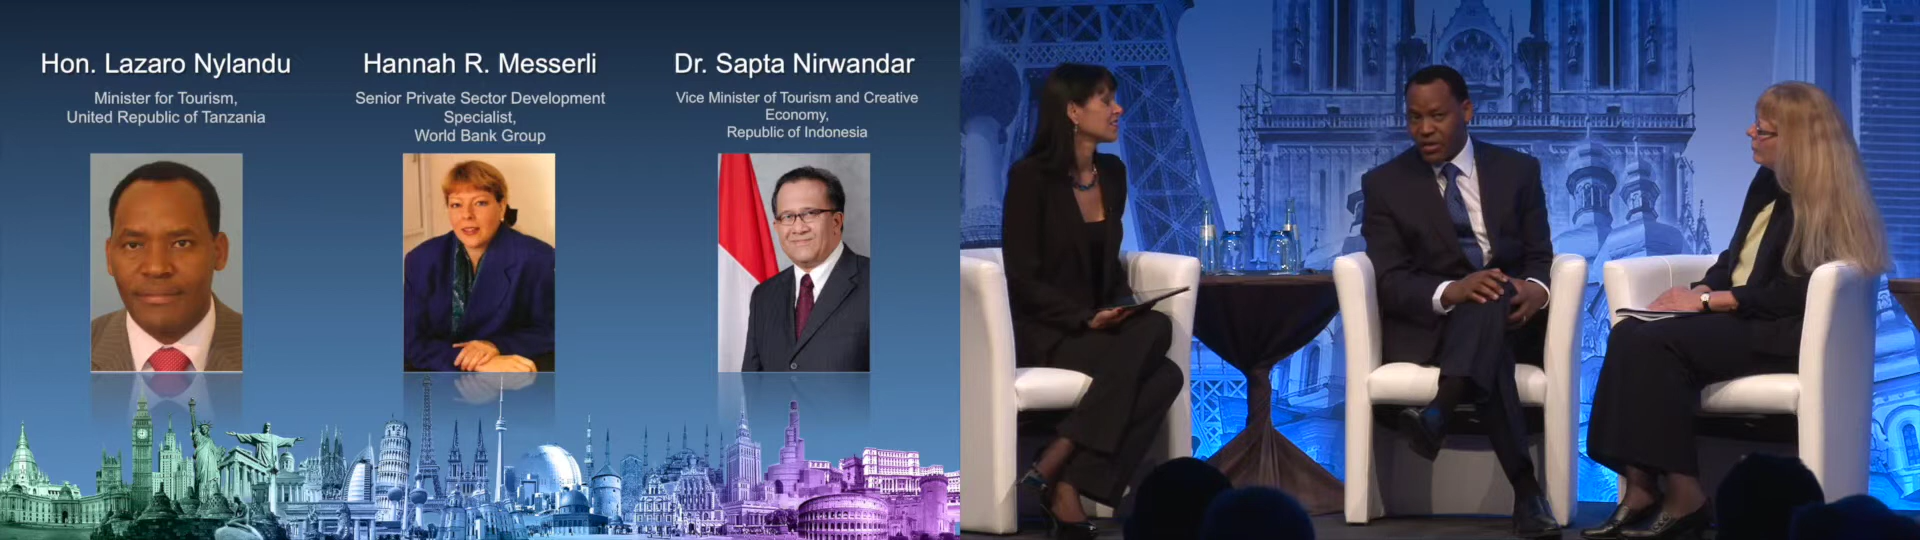 Hon. Lazaro Nylandu
Minister for Tourism,
United Republic of Tanzania
Hannah R. Messerli
Senior Private Sector Development
Specialist,
World Bank Group
Dr. Sapta Nirwandar
Vice Minister of Tourism and Creative
Economy,
Republic of Indonesia